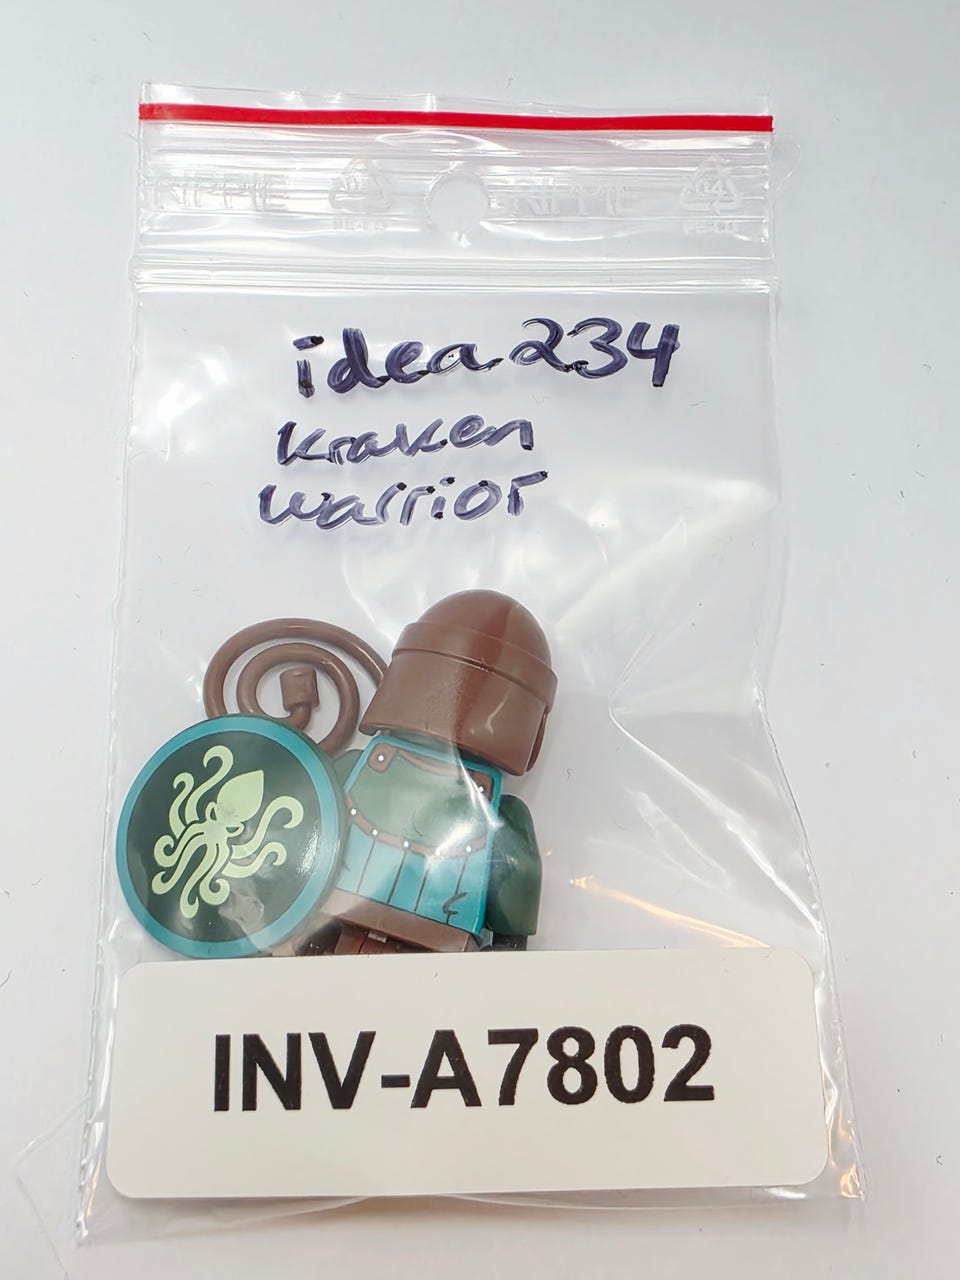 idea234
Kraken
warrior
INV-A7802